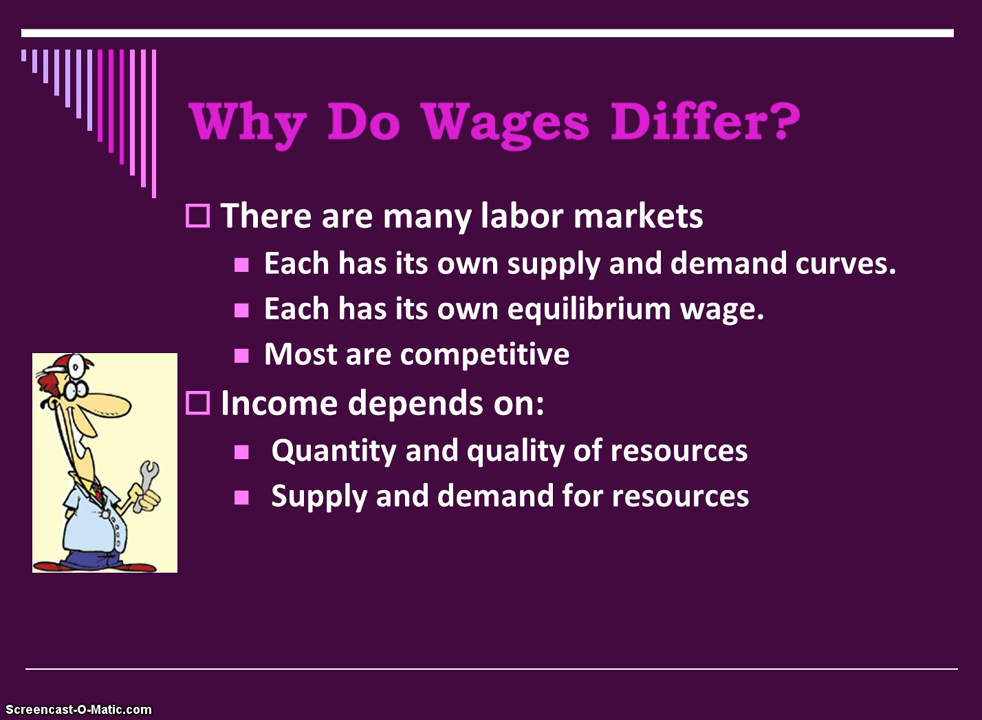 Why Do Wages Differ?
There are many labor markets
Each has its own supply and demand curves.
Each has its own equilibrium wage.
Most are competitive
Income depends on:
Quantity and quality of resources
Supply and demand for resources
Screencast-O-Matic.com